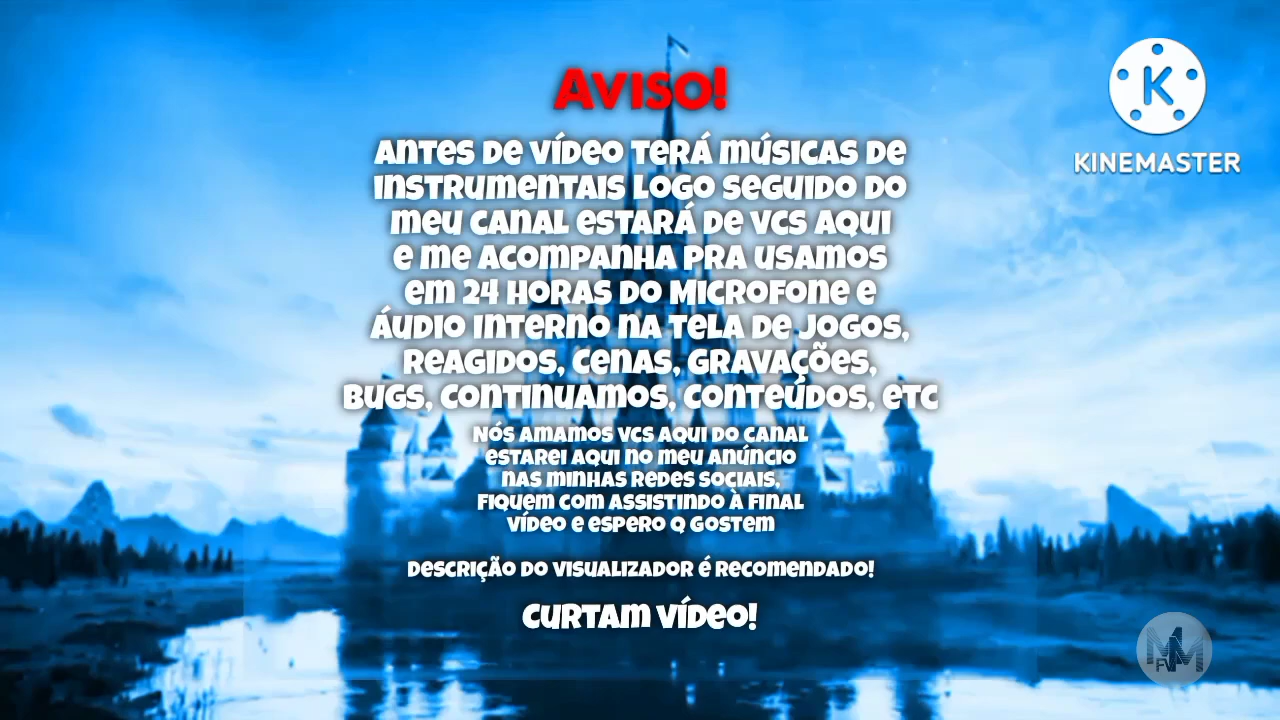 AVISO!
K
KINEMASTER
ANTES DE VÍDEO TERÁ MÚSICAS DE
INSTRUMENTAIS LOGO SEGUIDO DO
MEU CANAL ESTARÁ DE VCS AQUI
E ME ACOMPANHA PRA USAMOS
EM 24 HORAS DO MICROFONE E
ÁUDIO INTERNO NA TELA DE JOGOS,
REAGIDOS, CENAS, GRAVAÇÕES,
BUGS, CONTINUAMOS, CONTEÚDOS, ETC
NÓS AMAMOS VCS AQUI DO CANAL
ESTAREI AQUI NO MEU ANÚNCIO
NAS MINHAS REDES SOCIAIS,
FIQUEM COM ASSISTINDO À FINAL
VÍDEO E ESPERO Q GOSTEM
DESCRIÇÃO DO VISUALIZADOR É RECOMENDADO!
CURTAM VÍDEO!